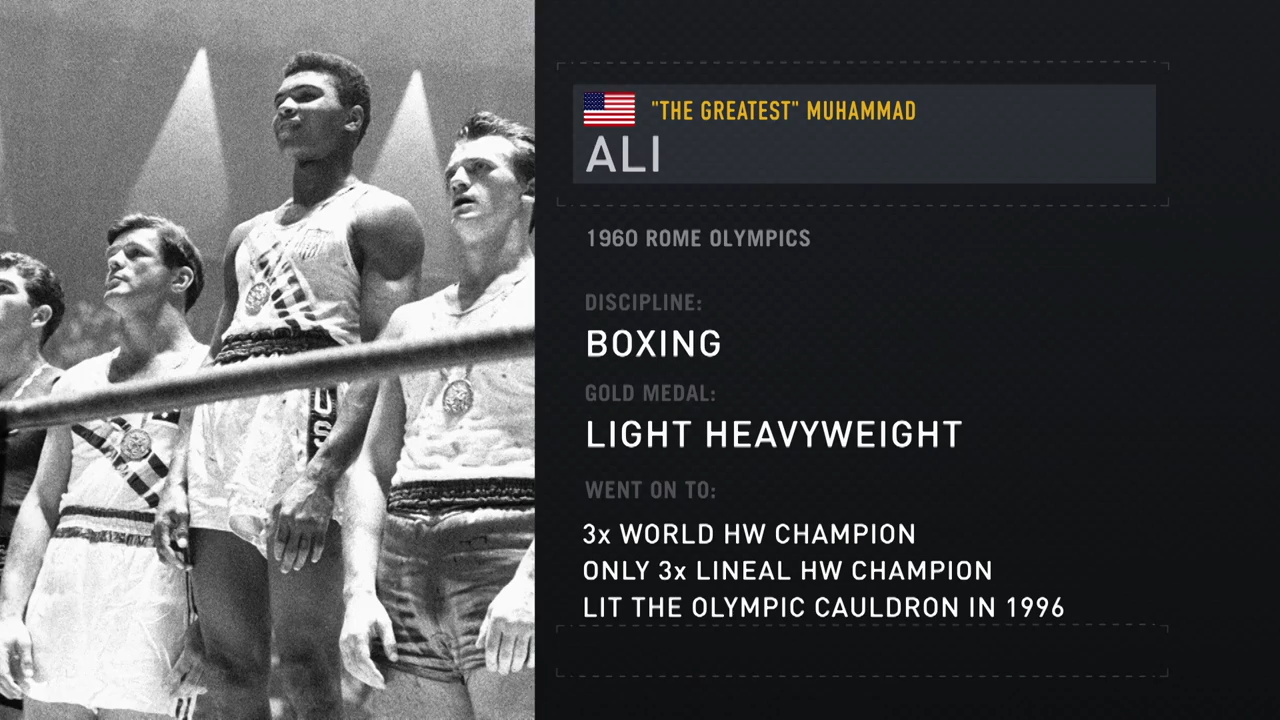 "THE GREATEST" MUHAMMAD
ALI
1960 ROME OLYMPICS
DISCIPLINE:
BOXING
GOLD MEDAL:
LIGHT HEAVYWEIGHT
WENT ON TO:
3x WORLD HW CHAMPION
ONLY 3x LINEAL HW CHAMPION
LIT THE OLYMPIC CAULDRON IN 1996
US